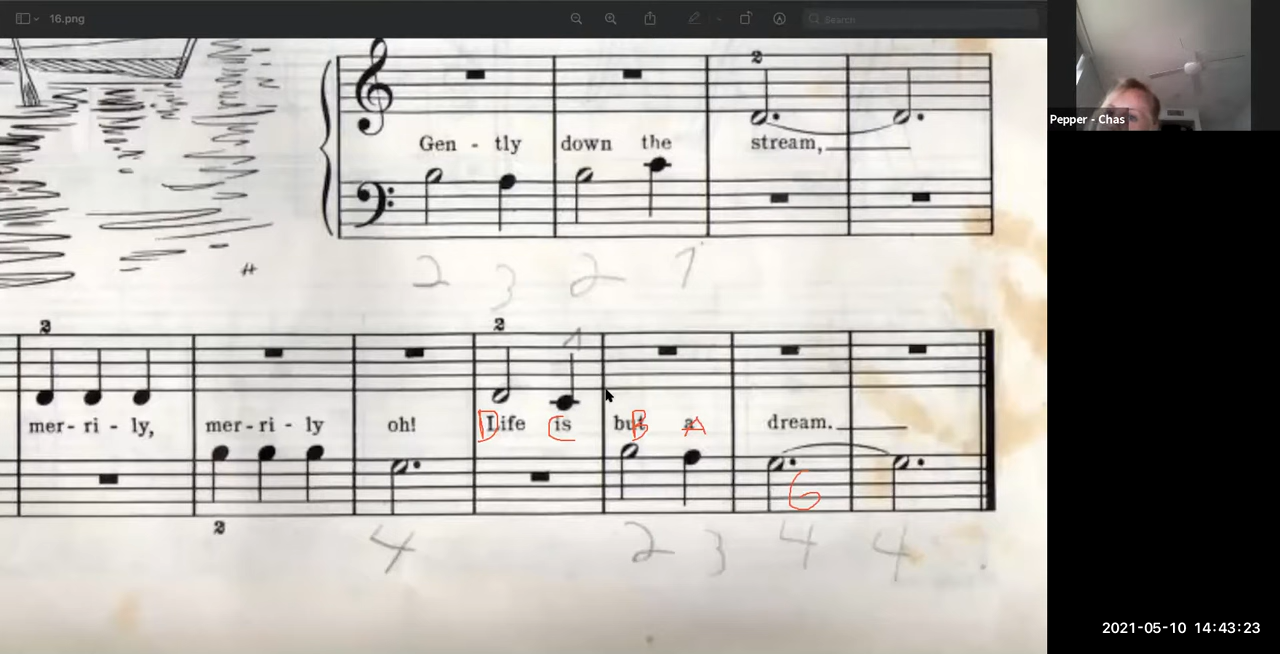 16.png
Search
2
Pepper - Chas
Gen - tly down the stream,
2 3 2 1
#
2 2 1
mer- ri - ly, mer- ri - ly oh! Life is but a dream.
D C B A
G
2
4 2 3 4 4
2021-05-10 14:43:23